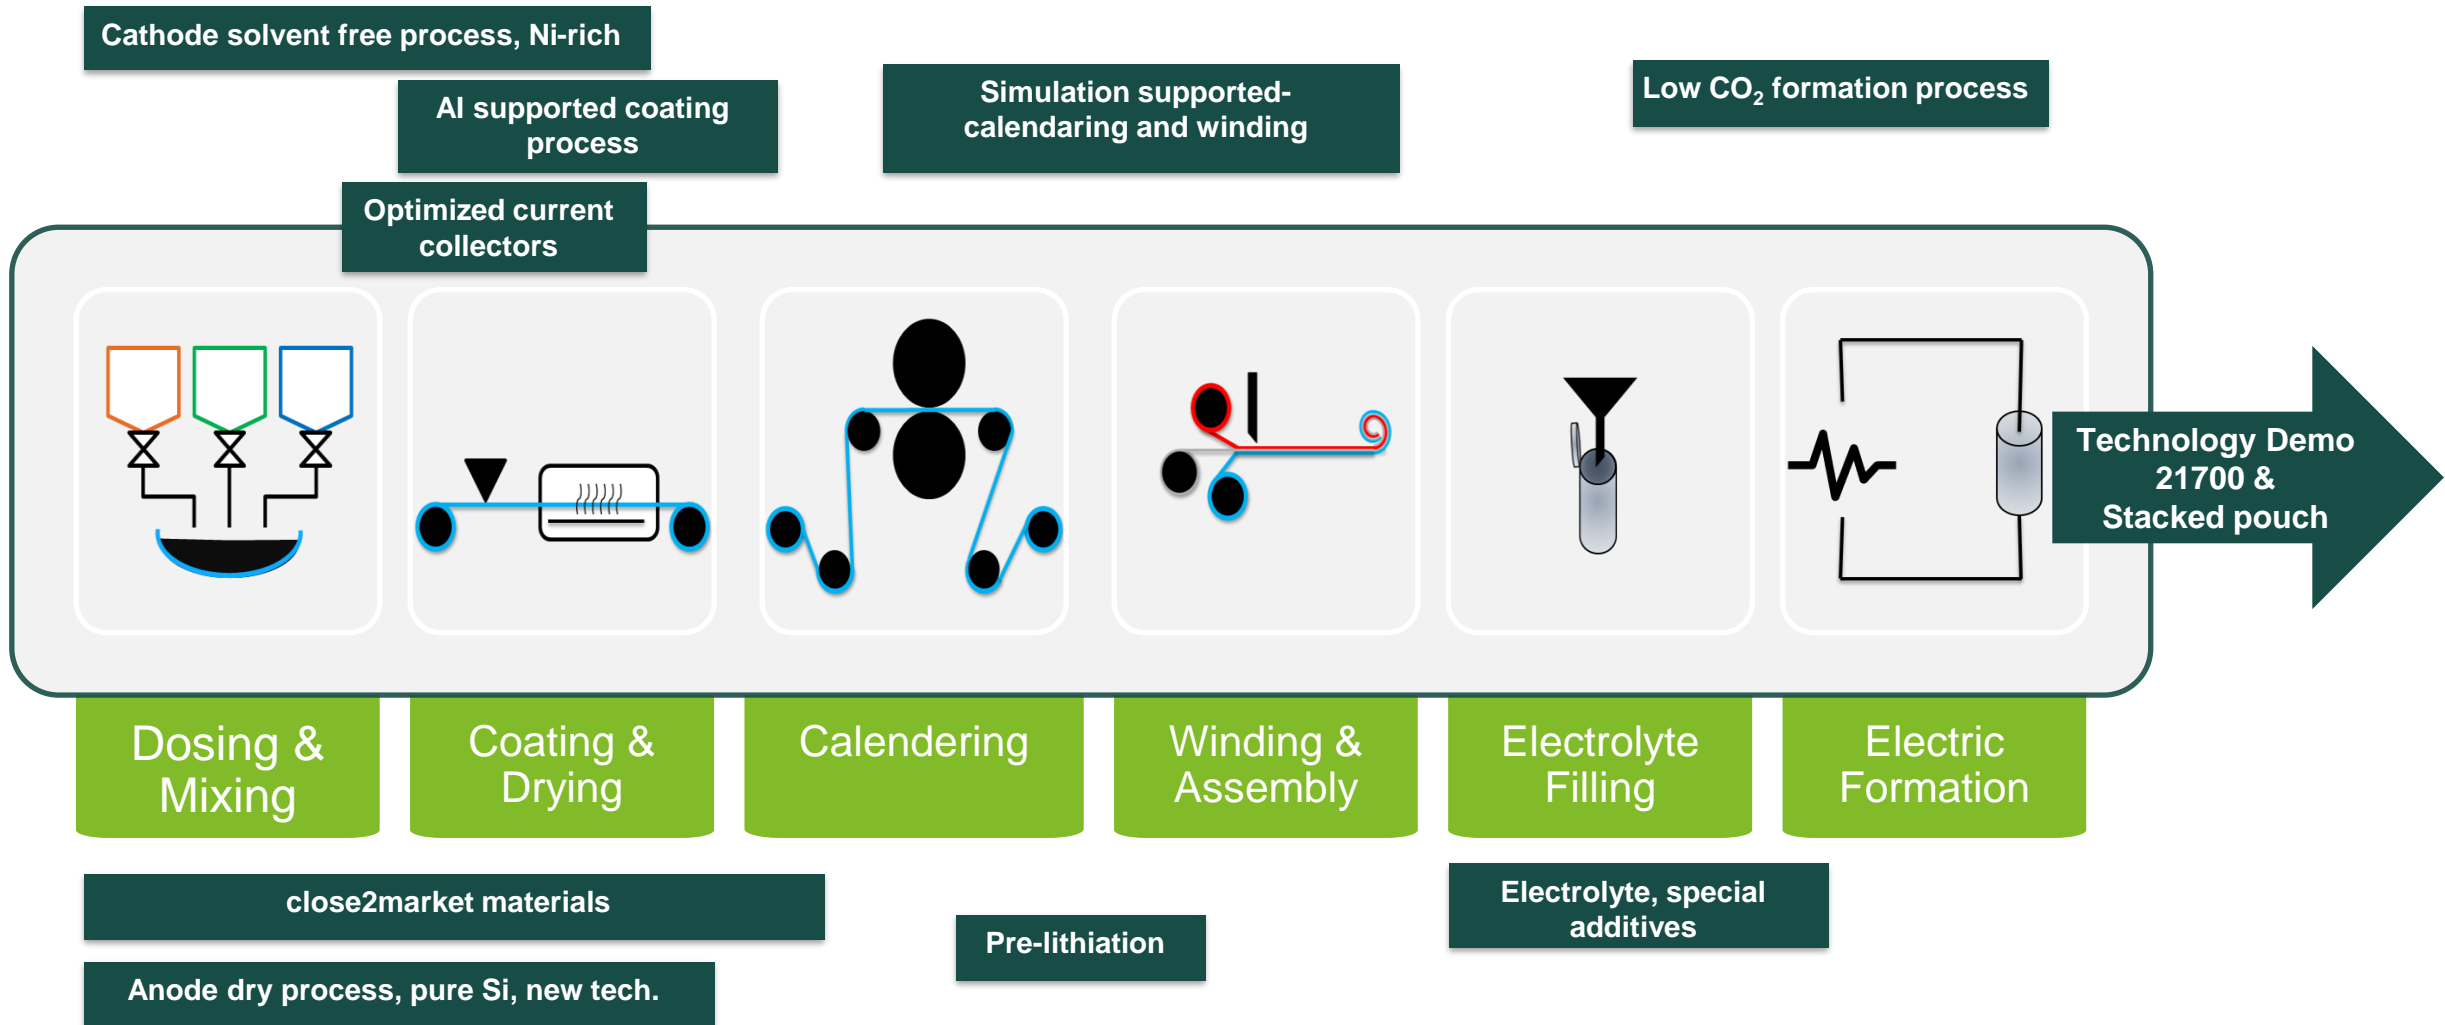 Cathode solvent free process, Ni-rich
AI supported coating
process
Simulation supported-
calendaring and winding
Low CO₂ formation process
Optimized current
collectors
Technology Demo
21700 &
Stacked pouch
Dosing &
Mixing
Coating &
Drying
Calendering
Winding &
Assembly
Electrolyte
Filling
Electric
Formation
close2market materials
Pre-lithiation
Electrolyte, special
additives
Anode dry process, pure Si, new tech.